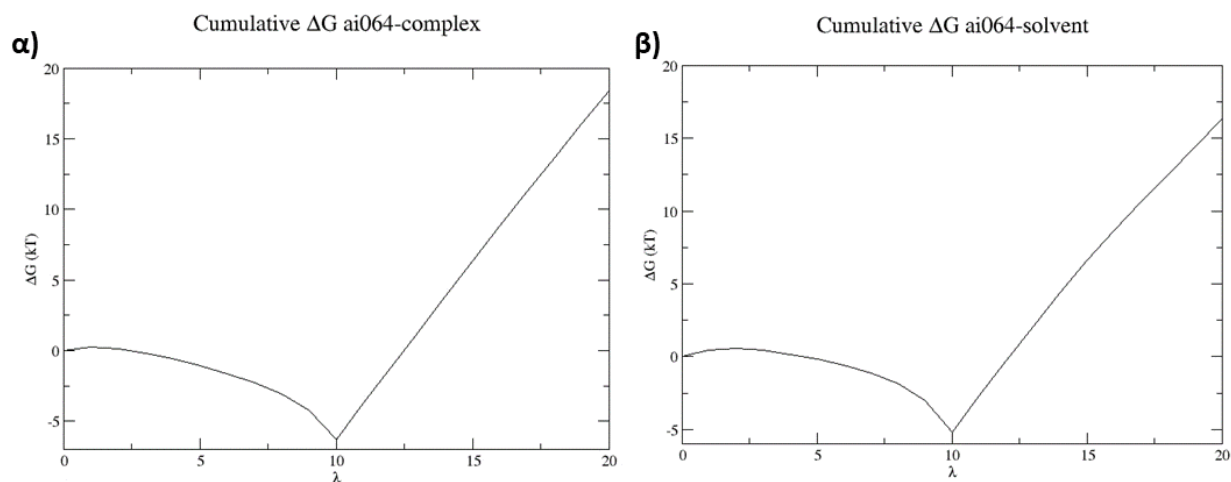 Cumulative ΔG ai064-complex
α)
20
15
10
5
0
-5
ΔG (kT)
0 5 10 15 20
λ
Cumulative ΔG ai064-solvent
β)
20
15
10
5
0
-5
ΔG (kT)
0 5 10 15 20
λ